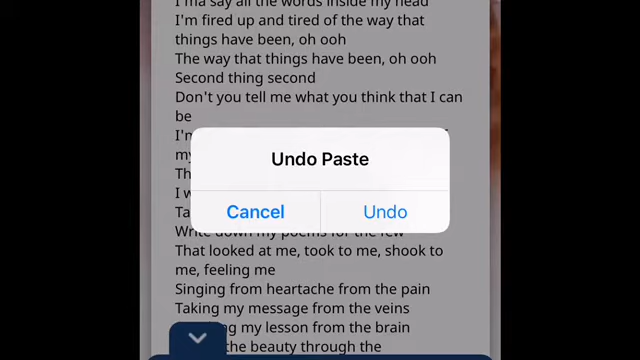 I'ma say all the words inside my head
I'm fired up and tired of the way that
things have been, oh ooh
The way that things have been, oh ooh
Second thing second
Don't you tell me what you think that I can
be
I'm
Undo Paste
my
Th
I w
Cancel
Undo
Ta
Write down my poems for the few
That looked at me, took to me, shook to
me, feeling me
Singing from heartache from the pain
Taking my message from the veins
ng my lesson from the brain
the beauty through the